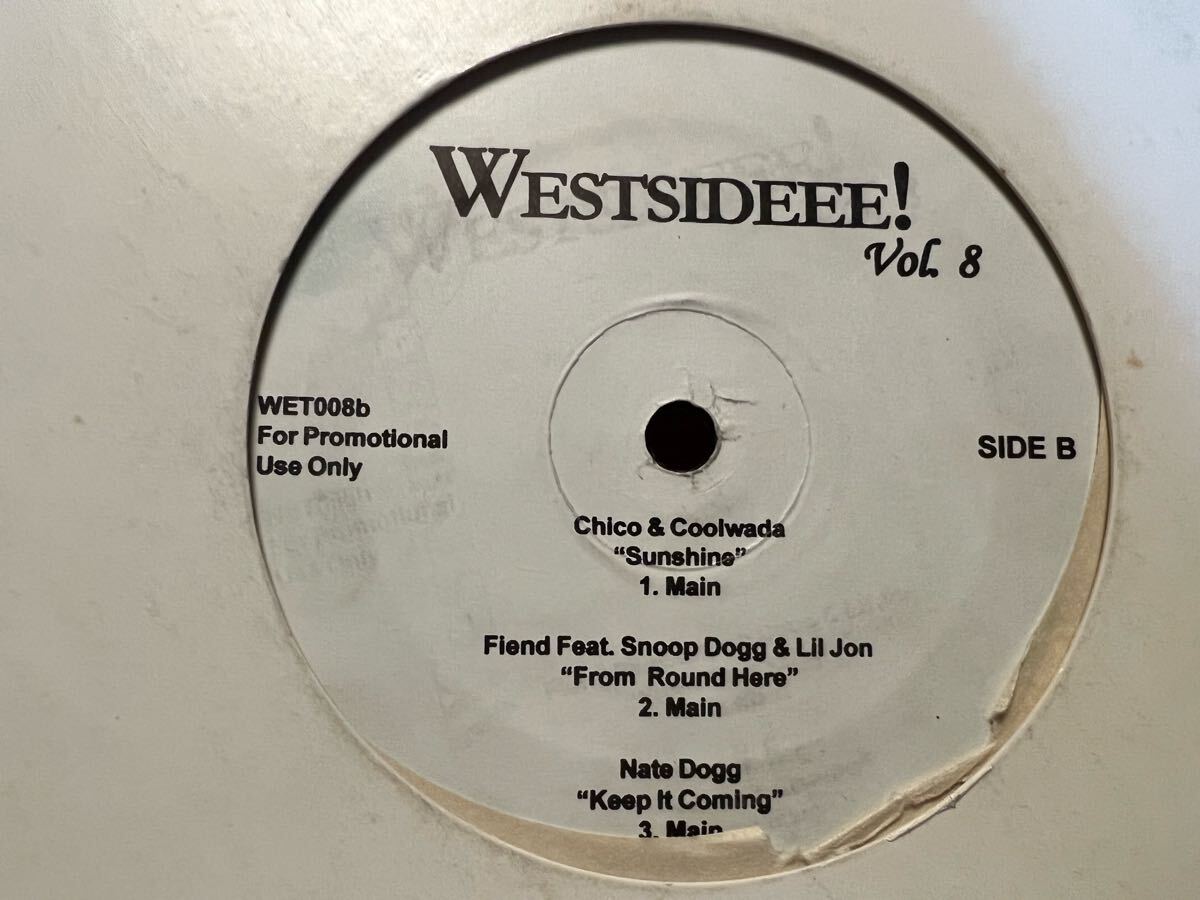 WESTSIDEEE!
Vol. 8
WET008b
For Promotional
Use Only
SIDE B
Chico & Coolwada
“Sunshine”
1. Main
Fiend Feat. Snoop Dogg & Lil Jon
“From Round Here”
2. Main
Nate Dogg
“Keep It Coming”
3. Main